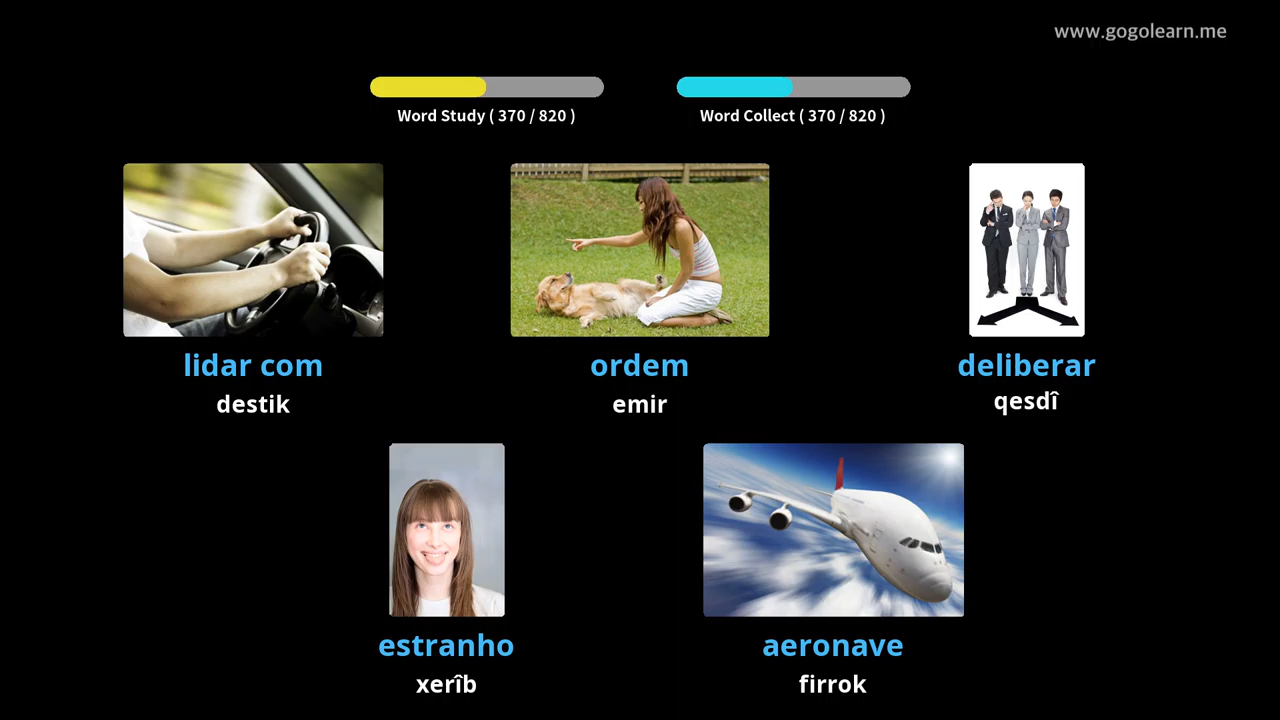 www.gogolearn.me
Word Study ( 370 / 820 )
Word Collect ( 370 / 820 )
lidar com
destik
ordem
emir
deliberar
qesdî
estranho
xerîb
aeronave
firrok